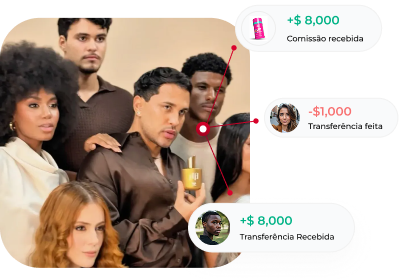 +$ 8,000
Comissão recebida
-$1,000
Transferência feita
+$ 8,000
Transferência Recebida